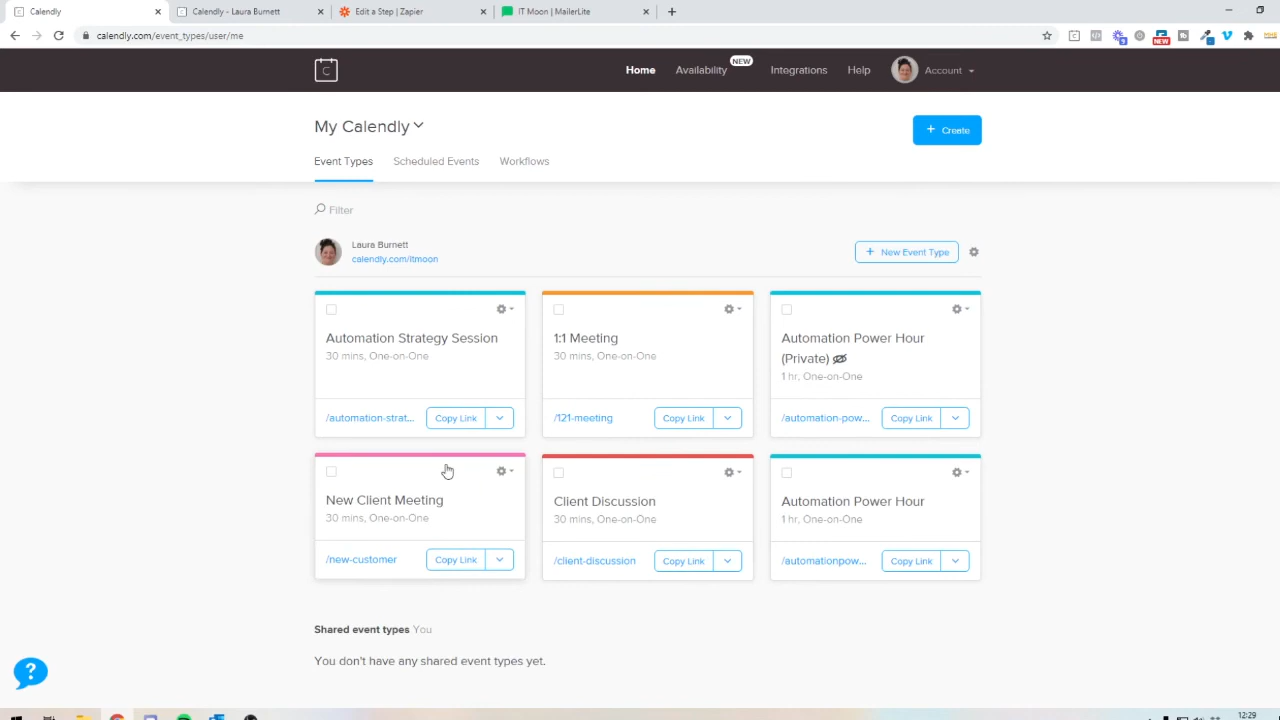 Calendly
Calendly - Laura Burnett
Edit a Step | Zapier
IT Moon | MailerLite
calendly.com/event_types/user/me
NEW
C
Home
Availability
NEW
Integrations
Help
Account
My Calendly
+ Create
Event Types
Scheduled Events
Workflows
Filter
Laura Burnett
calendly.com/itmoon
+ New Event Type
Automation Strategy Session
30 mins, One-on-One
/automation-strat...
Copy Link
1:1 Meeting
30 mins, One-on-One
/121-meeting
Copy Link
Automation Power Hour
(Private)
1 hr, One-on-One
/automation-pow...
Copy Link
New Client Meeting
30 mins, One-on-One
/new-customer
Copy Link
Client Discussion
30 mins, One-on-One
/client-discussion
Copy Link
Automation Power Hour
1 hr, One-on-One
/automationpow...
Copy Link
Shared event types You
You don't have any shared event types yet.
?
12:29